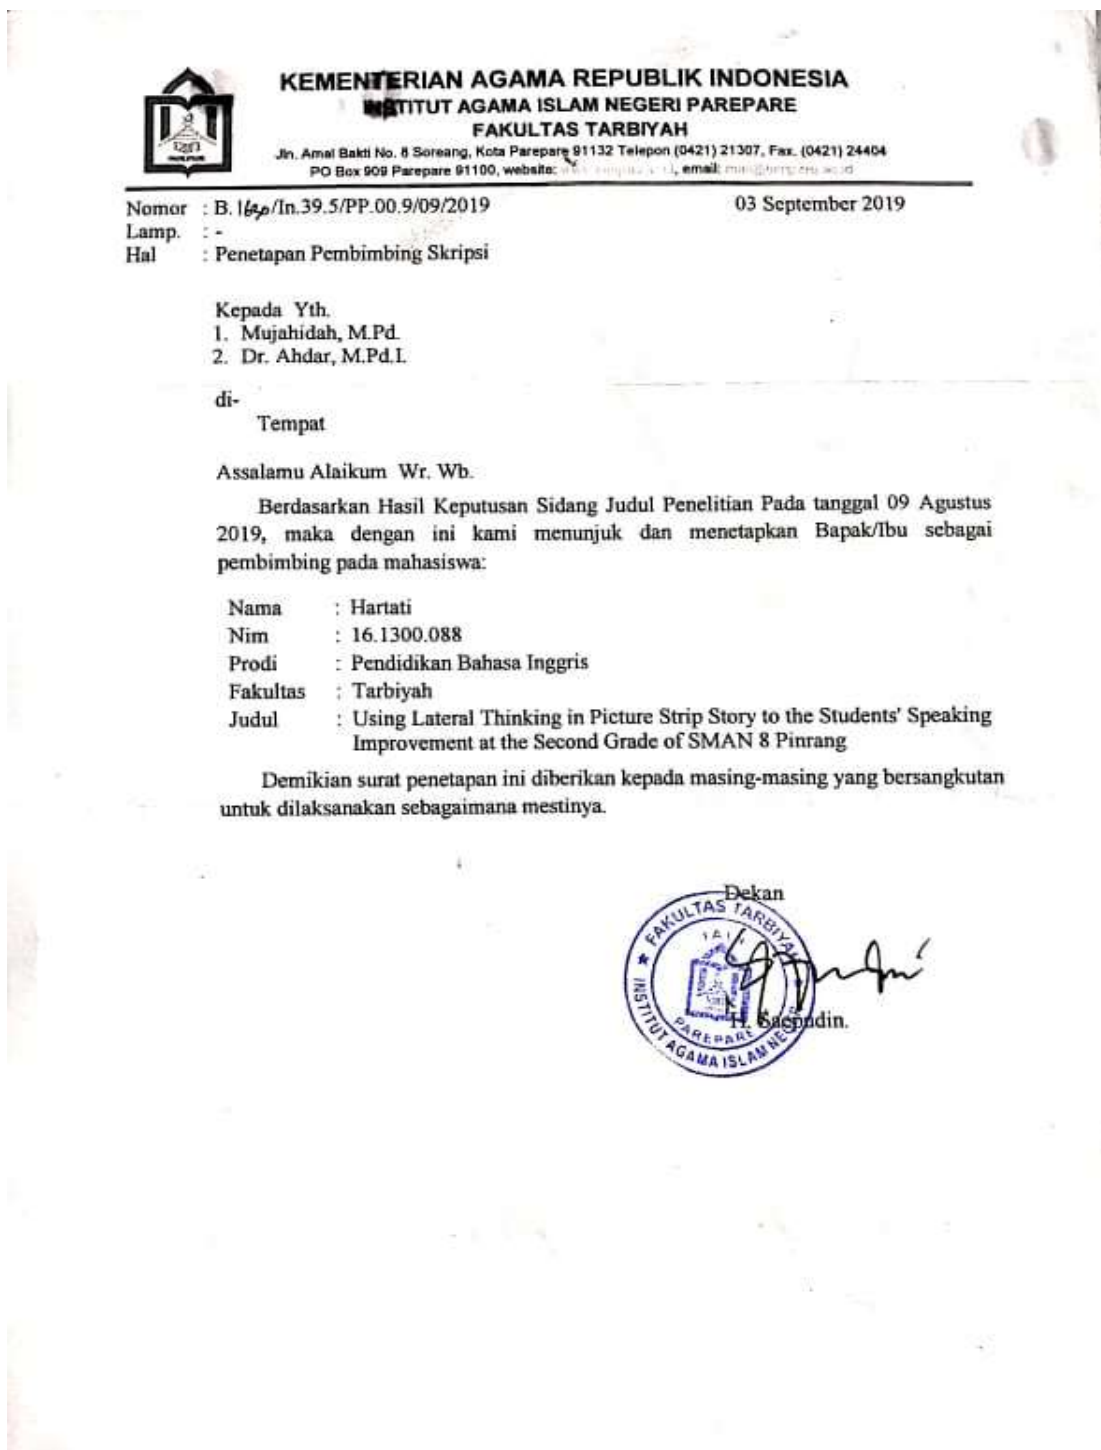 KEMENTERIAN AGAMA REPUBLIK INDONESIA
INSTITUT AGAMA ISLAM NEGERI PAREPARE
FAKULTAS TARBIYAH
Jln. Amal Bakti No. 8 Soreang, Kota Parepare 91132 Telepon (0421) 21307, Fax. (0421) 24404
PO Box 909 Parepare 91100, website: , email:
Nomor : B. /In.39.5/PP.00.9/09/2019 03 September 2019
Lamp. : -
Hal : Penetapan Pembimbing Skripsi
Kepada Yth.
1. Mujahidah, M.Pd.
2. Dr. Ahdar, M.Pd.I.
di-
Tempat
Assalamu Alaikum Wr. Wb.
Berdasarkan Hasil Keputusan Sidang Judul Penelitian Pada tanggal 09 Agustus
2019, maka dengan ini kami menunjuk dan menetapkan Bapak/Ibu sebagai
pembimbing pada mahasiswa:
Nama : Hartati
Nim : 16.1300.088
Prodi : Pendidikan Bahasa Inggris
Fakultas : Tarbiyah
Judul : Using Lateral Thinking in Picture Strip Story to the Students' Speaking
Improvement at the Second Grade of SMAN 8 Pinrang
Demikian surat penetapan ini diberikan kepada masing-masing yang bersangkutan
untuk dilaksanakan sebagaimana mestinya.
Dekan
FAKULTAS TARBIYAH
IAIN
PAREPARE
INSTITUT AGAMA ISLAM NEGERI
H. Saepudin.